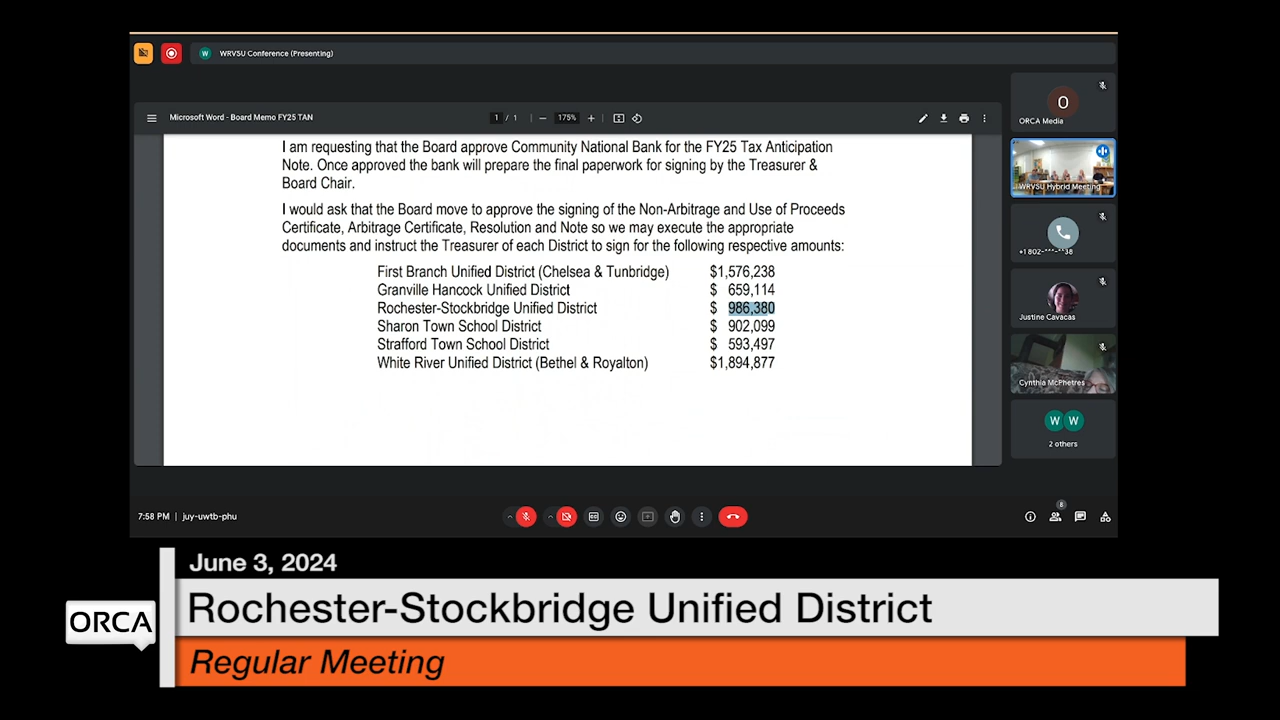 W WRVSU Conference (Presenting)
Microsoft Word - Board Memo FY25 TAN
1 / 1
175%
I am requesting that the Board approve Community National Bank for the FY25 Tax Anticipation
Note. Once approved the bank will prepare the final paperwork for signing by the Treasurer &
Board Chair.
I would ask that the Board move to approve the signing of the Non-Arbitrage and Use of Proceeds
Certificate, Arbitrage Certificate, Resolution and Note so we may execute the appropriate
documents and instruct the Treasurer of each District to sign for the following respective amounts:
First Branch Unified District (Chelsea & Tunbridge) $1,576,238
Granville Hancock Unified District $ 659,114
Rochester-Stockbridge Unified District $ 986,380
Sharon Town School District $ 902,099
Strafford Town School District $ 593,497
White River Unified District (Bethel & Royalton) $1,894,877
O
ORCA Media
WRVSU Hybrid Meeting
+1 802-***-**38
Justine Cavacas
Cynthia McPhetres
W W
2 others
7:58 PM | juy-uwtb-phu
8
June 3, 2024
ORCA
Rochester-Stockbridge Unified District
Regular Meeting